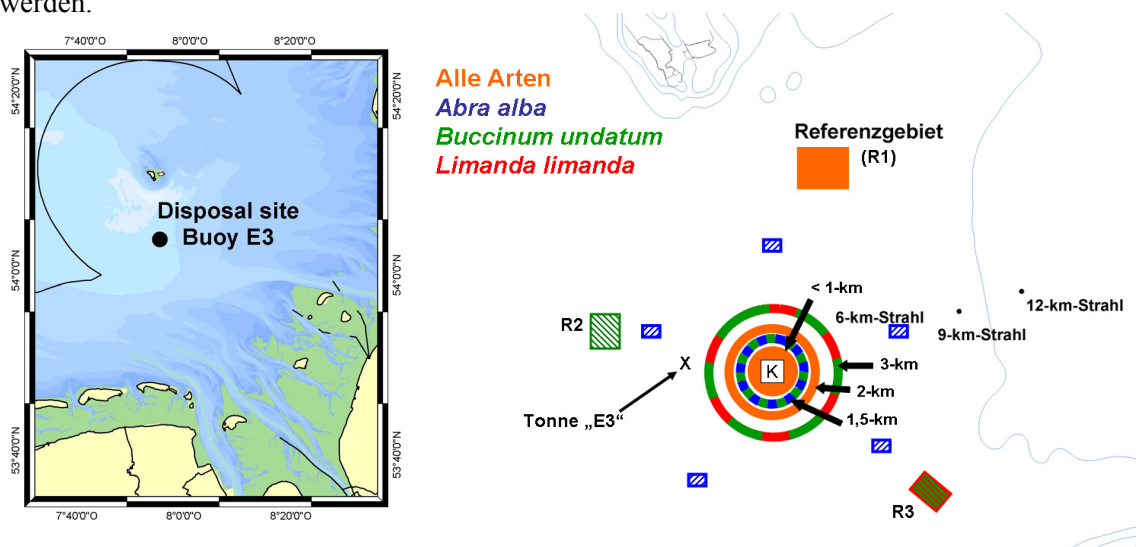 werden.
7°40'0"O 8°0'0"O 8°20'0"O
54°20'0"N
54°20'0"N
54°0'0"N
54°0'0"N
53°40'0"N
53°40'0"N
Disposal site
Buoy E3
7°40'0"O 8°0'0"O 8°20'0"O
Alle Arten
Abra alba
Buccinum undatum
Limanda limanda
Referenzgebiet
(R1)
< 1-km
6-km-Strahl
12-km-Strahl
9-km-Strahl
R2
X
K
3-km
2-km
1,5-km
Tonne „E3“
R3